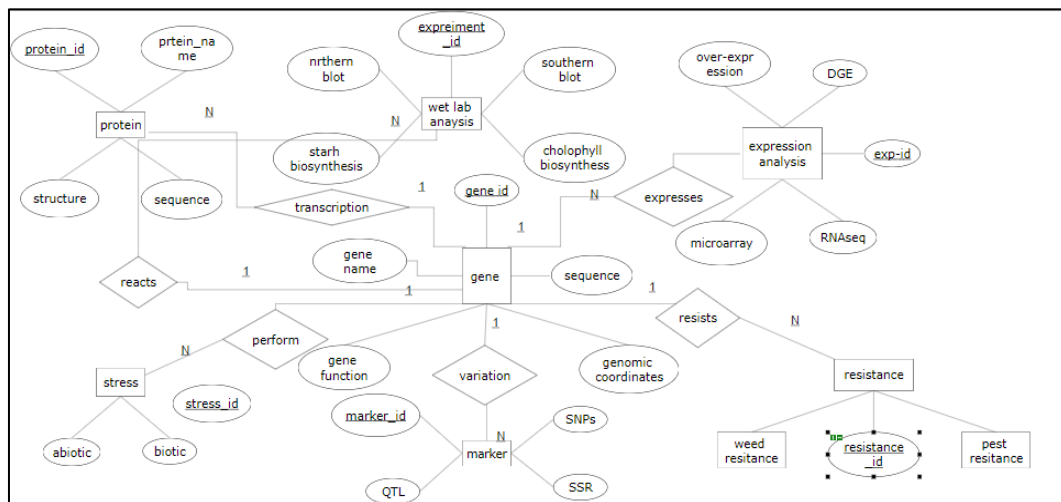 protein_id
prtein_na
me
expreiment
_id
nrthern
blot
southern
blot
over-expr
ession
DGE
protein
N
wet lab
anaysis
N
expression
analysis
exp-id
starh
biosynthesis
cholophyll
biosynthess
structure
sequence
1
transcription
gene id
N
expresses
1
microarray
RNAseq
gene
name
gene
sequence
reacts
1
1
1
resists
N
perform
1
N
gene
function
variation
genomic
coordinates
stress
resistance
stress_id
marker_id
SNPs
abiotic
biotic
N
marker
weed
resitance
resistance
_id
pest
resitance
QTL
SSR